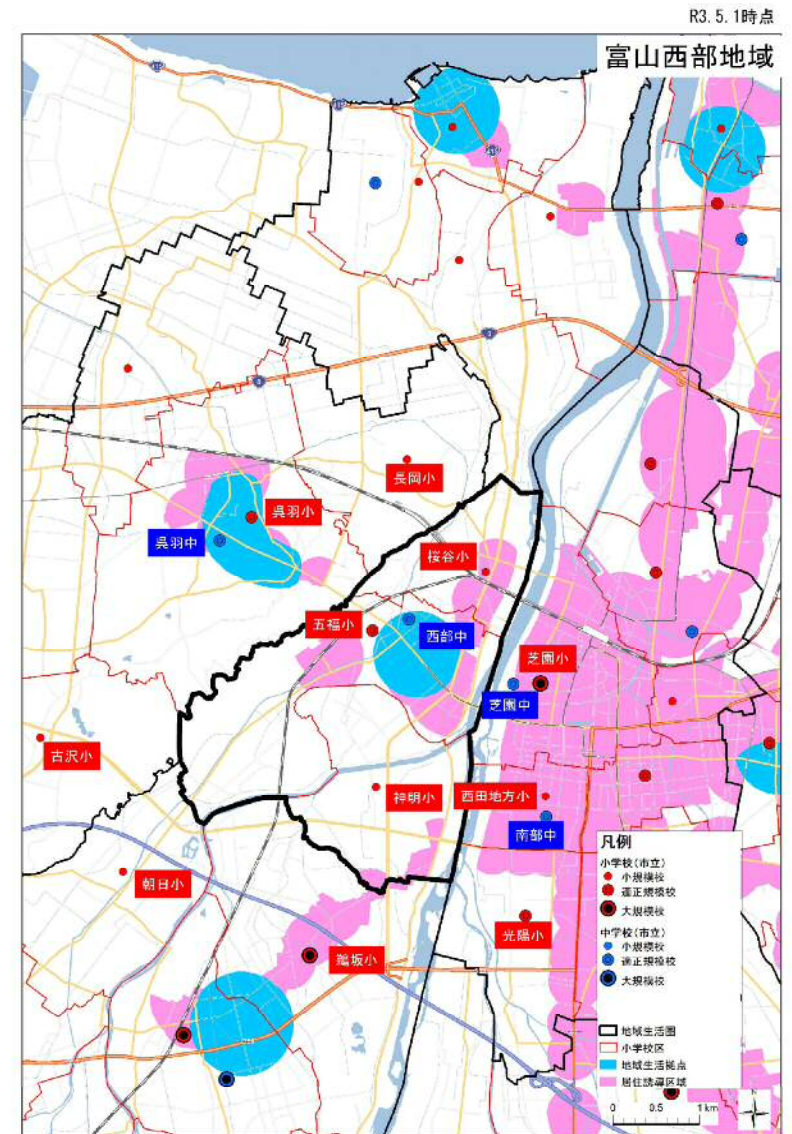 R3.5.1時点
富山西部地域
8
長岡小
呉羽小
呉羽中
桜谷小
五福小
西部中
芝園小
芝園中
古沢小
神明小
西田地方小
南部中
朝日小
光陽小
鵜坂小
凡例
小学校(市立)
小規模校
適正規模校
大規模校
中学校(市立)
小規模校
適正規模校
大規模校
地域生活圏
小学校区
地域生活拠点
居住誘導区域
0 0.5 1km